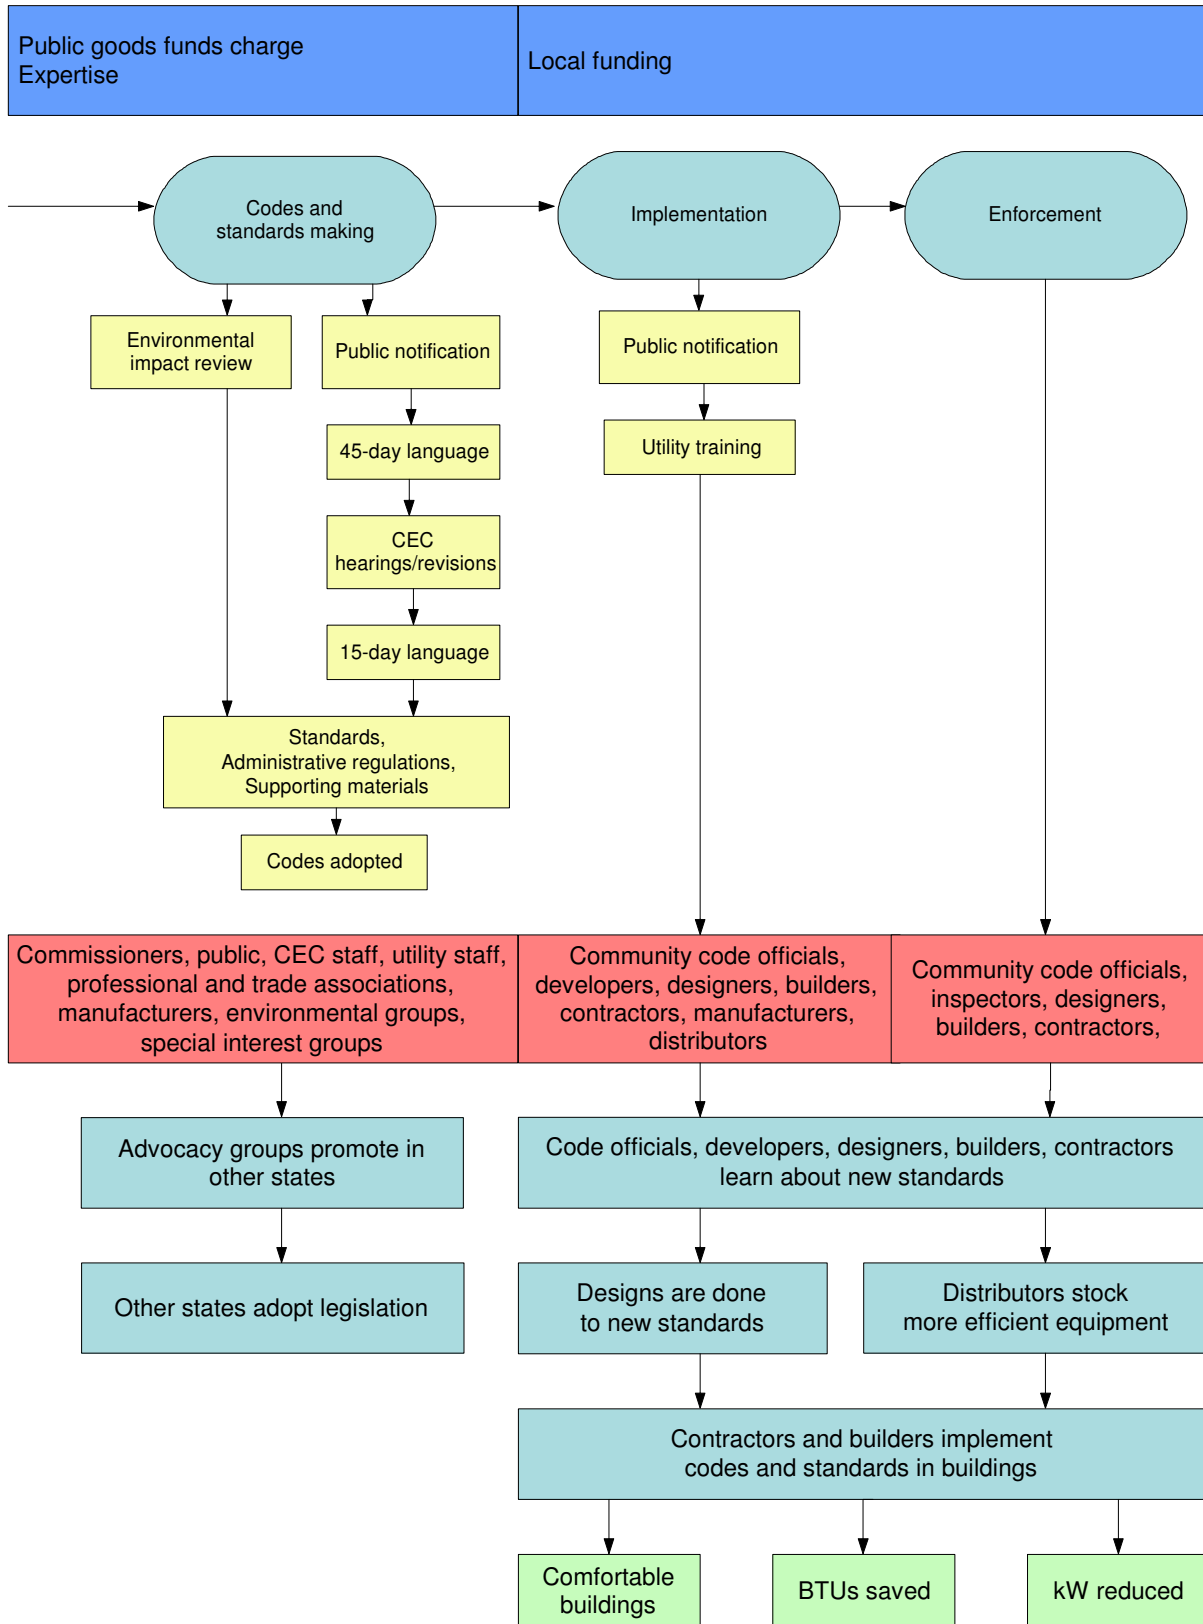 Public goods funds charge
Expertise
Local funding
Codes and
standards making
Implementation
Enforcement
Environmental
impact review
Public notification
Public notification
45-day language
Utility training
CEC
hearings/revisions
15-day language
Standards,
Administrative regulations,
Supporting materials
Codes adopted
Commissioners, public, CEC staff, utility staff,
professional and trade associations,
manufacturers, environmental groups,
special interest groups
Community code officials,
developers, designers, builders,
contractors, manufacturers,
distributors
Community code officials,
inspectors, designers,
builders, contractors,
Advocacy groups promote in
other states
Code officials, developers, designers, builders, contractors
learn about new standards
Other states adopt legislation
Designs are done
to new standards
Distributors stock
more efficient equipment
Contractors and builders implement
codes and standards in buildings
Comfortable
buildings
BTUs saved
kW reduced